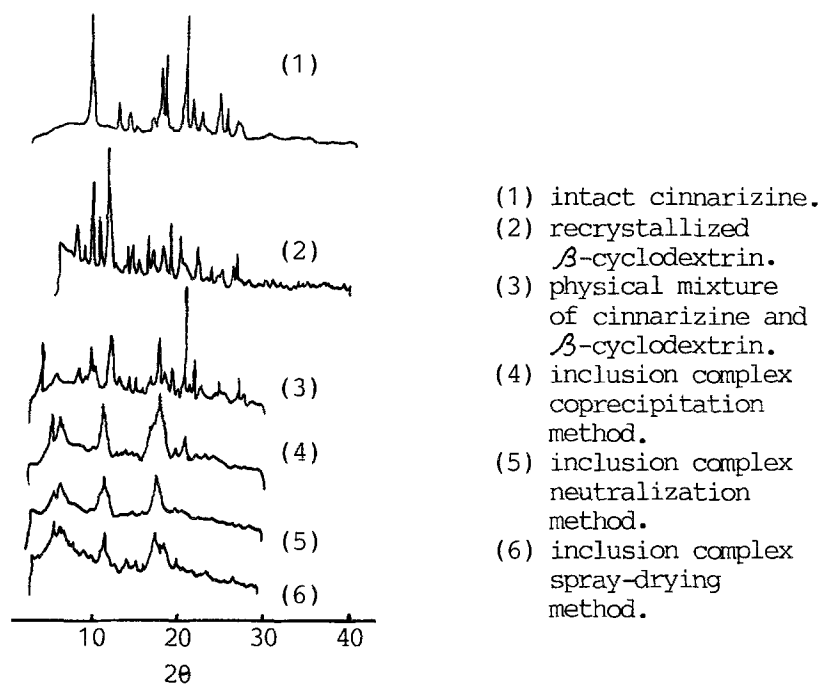 (1)
(2)
(3)
(4)
(5)
(6)
10 20 30 40
2θ
(1) intact cinnarizine.
(2) recrystallized
β-cyclodextrin.
(3) physical mixture
of cinnarizine and
β-cyclodextrin.
(4) inclusion complex
coprecipitation
method.
(5) inclusion complex
neutralization
method.
(6) inclusion complex
spray-drying
method.